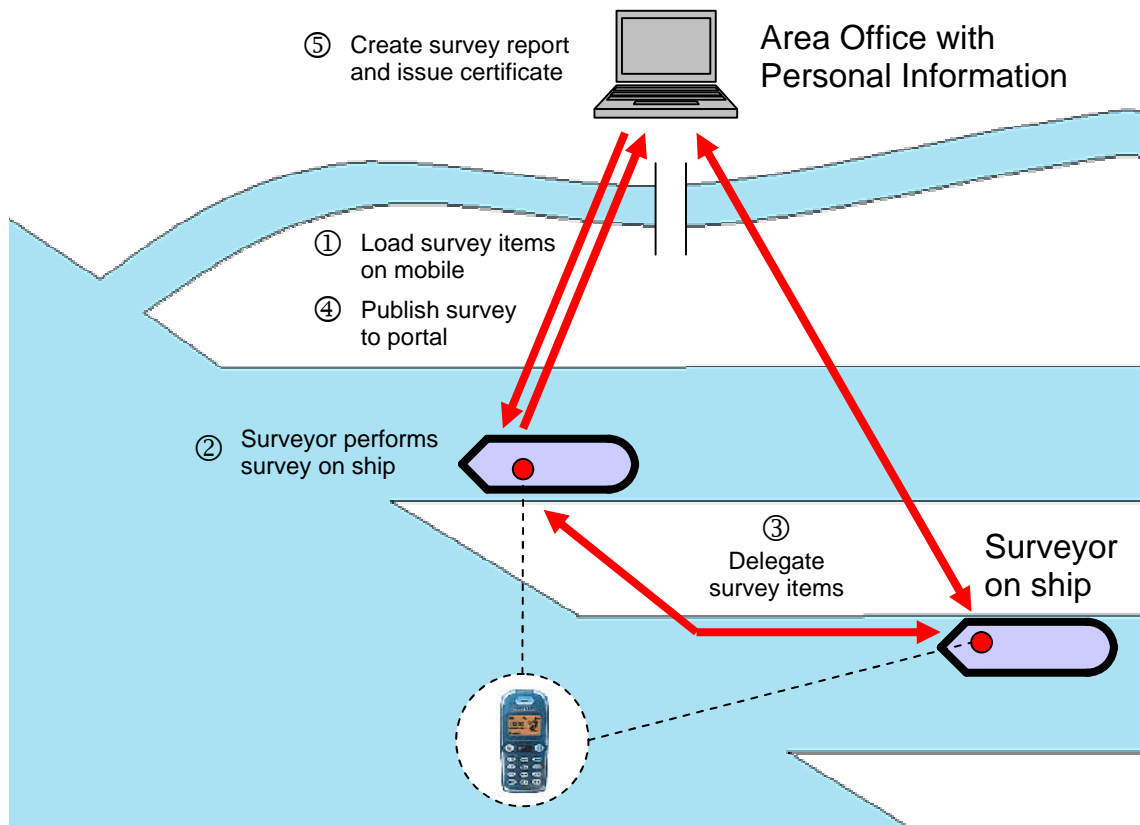 ⑤ Create survey report
and issue certificate
Area Office with
Personal Information
① Load survey items
on mobile
④ Publish survey
to portal
② Surveyor performs
survey on ship
③
Delegate
survey items
Surveyor
on ship